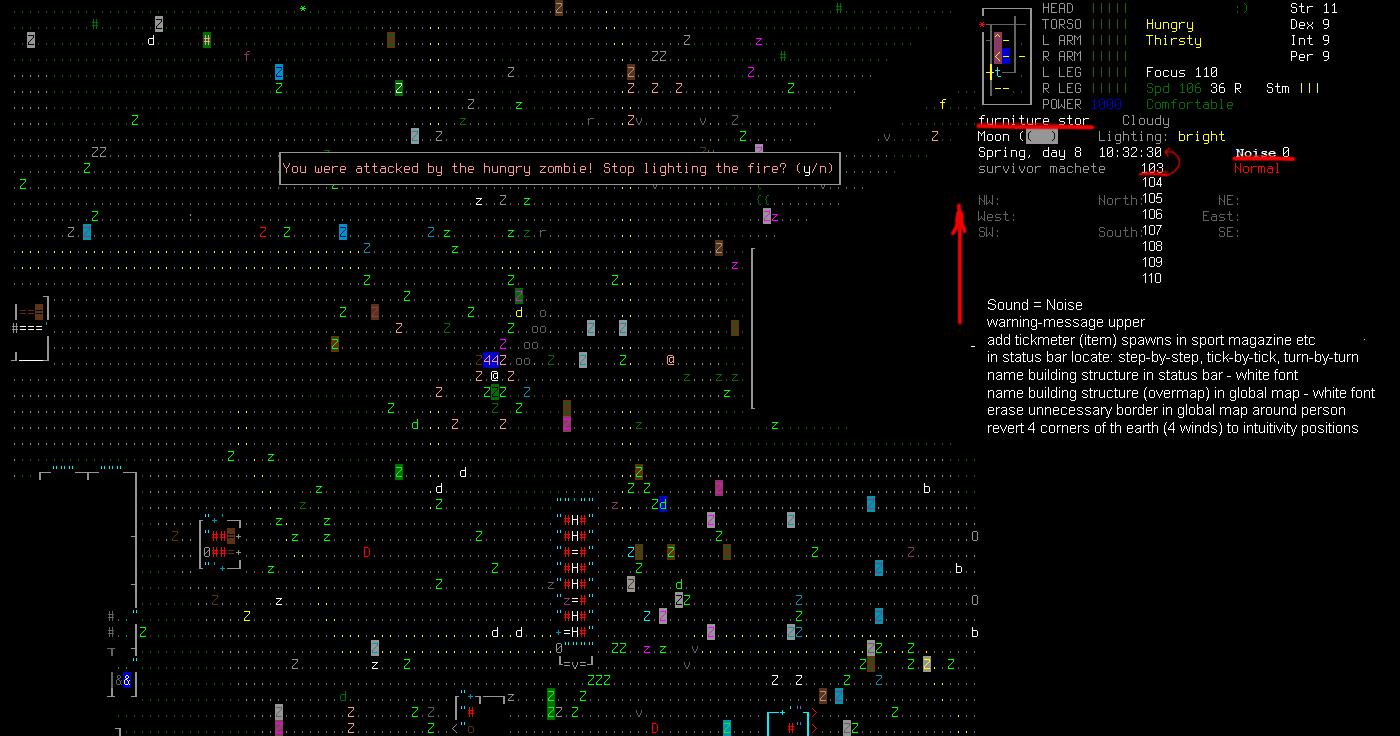 HEAD ||||| :) Str 11
TORSO ||||| Hungry Dex 9
L ARM ||||| Thirsty Int 9
R ARM ||||| Per 9
L LEG ||||| Focus 110
R LEG ||||| Spd 106 36 R Stm |||
POWER 1000 Comfortable
furniture stor Cloudy
Moon (( ) Lighting: bright
Spring, day 8 10:32:30 Noise 0
survivor machete 103 Normal
104
NW: North: 105 NE:
West: 106 East:
SW: South: 107 SE:
108
109
110
You were attacked by the hungry zombie! Stop lighting the fire? (y/n)
Sound = Noise
warning-message upper
add tickmeter (item) spawns in sport magazine etc
in status bar locate: step-by-step, tick-by-tick, turn-by-turn
name building structure in status bar - white font
name building structure (overmap) in global map - white font
erase unnecessary border in global map around person
revert 4 corners of th earth (4 winds) to intuitivity positions